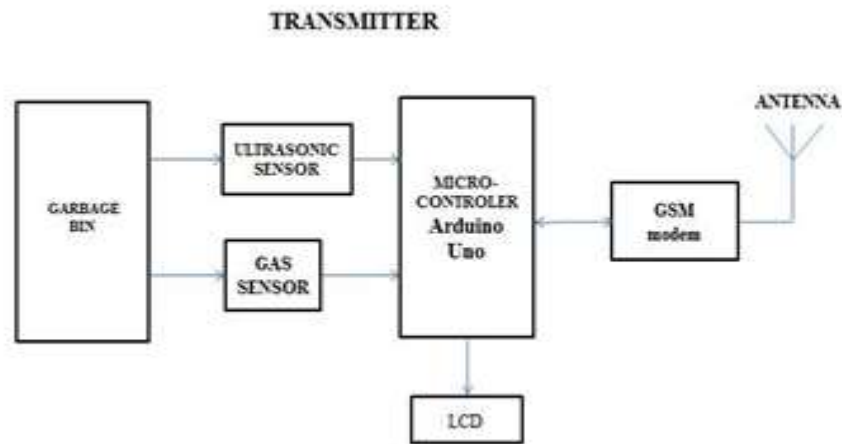 TRANSMITTER
ANTENNA
GARBAGE
BIN
ULTRASONIC
SENSOR
GAS
SENSOR
MICRO-
CONTROLER
Arduino
Uno
GSM
modem
LCD